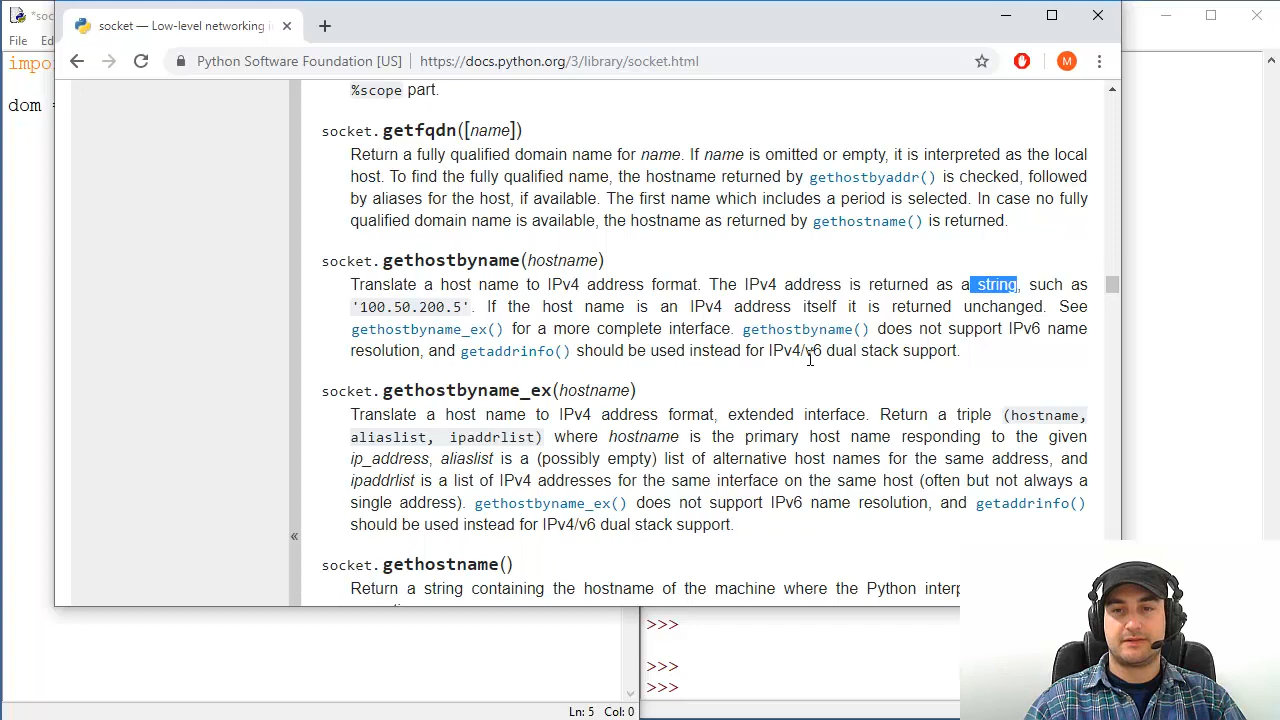 *soc
socket — Low-level networking i
File Ed
Python Software Foundation [US] https://docs.python.org/3/library/socket.html
M
impo
dom =
%scope part.
socket.getfqdn([name])
Return a fully qualified domain name for name. If name is omitted or empty, it is interpreted as the local
host. To find the fully qualified name, the hostname returned by gethostbyaddr() is checked, followed
by aliases for the host, if available. The first name which includes a period is selected. In case no fully
qualified domain name is available, the hostname as returned by gethostname() is returned.
socket.gethostbyname(hostname)
Translate a host name to IPv4 address format. The IPv4 address is returned as a string, such as
'100.50.200.5'. If the host name is an IPv4 address itself it is returned unchanged. See
gethostbyname_ex() for a more complete interface. gethostbyname() does not support IPv6 name
resolution, and getaddrinfo() should be used instead for IPv4/v6 dual stack support.
socket.gethostbyname_ex(hostname)
Translate a host name to IPv4 address format, extended interface. Return a triple (hostname,
aliaslist, ipaddrlist) where hostname is the primary host name responding to the given
ip_address, aliaslist is a (possibly empty) list of alternative host names for the same address, and
ipaddrlist is a list of IPv4 addresses for the same interface on the same host (often but not always a
single address). gethostbyname_ex() does not support IPv6 name resolution, and getaddrinfo()
should be used instead for IPv4/v6 dual stack support.
«
socket.gethostname()
Return a string containing the hostname of the machine where the Python interp
>>>
>>>
>>>
Ln: 5 Col: 0